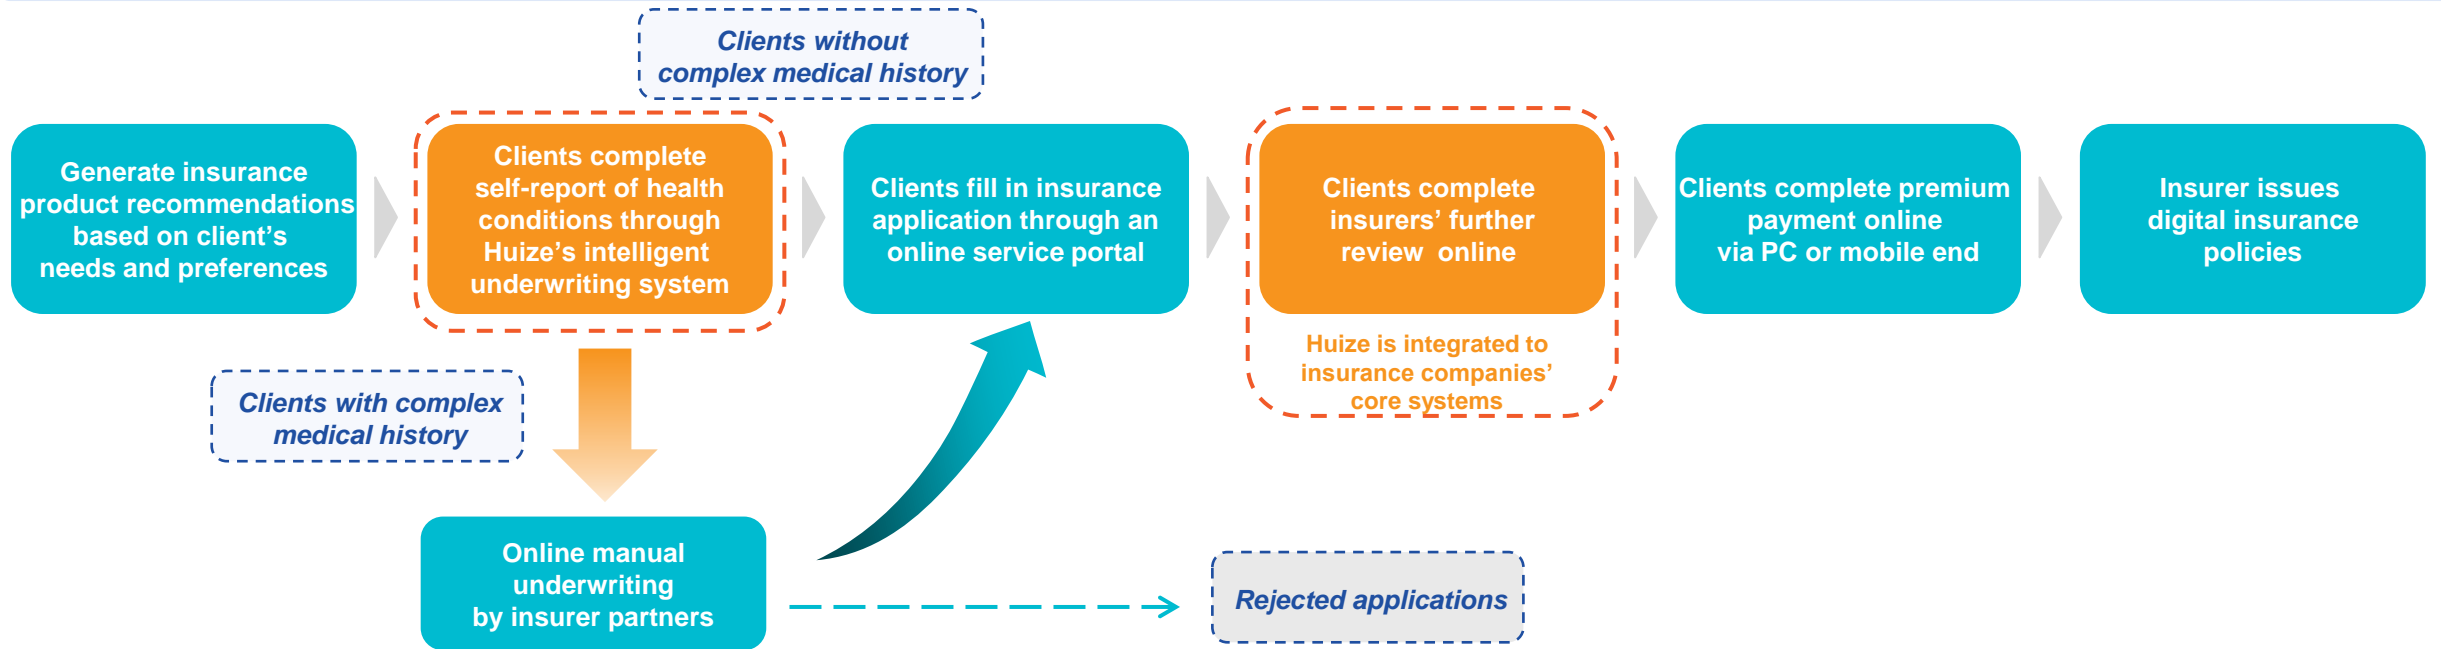 Clients without
complex medical history
Generate insurance
product recommendations
based on client’s
needs and preferences
Clients complete
self-report of health
conditions through
Huize’s intelligent
underwriting system
Clients fill in insurance
application through an
online service portal
Clients complete
insurers’ further
review online
Huize is integrated to
insurance companies’
core systems
Clients complete premium
payment online
via PC or mobile end
Insurer issues
digital insurance
policies
Clients with complex
medical history
Online manual
underwriting
by insurer partners
Rejected applications